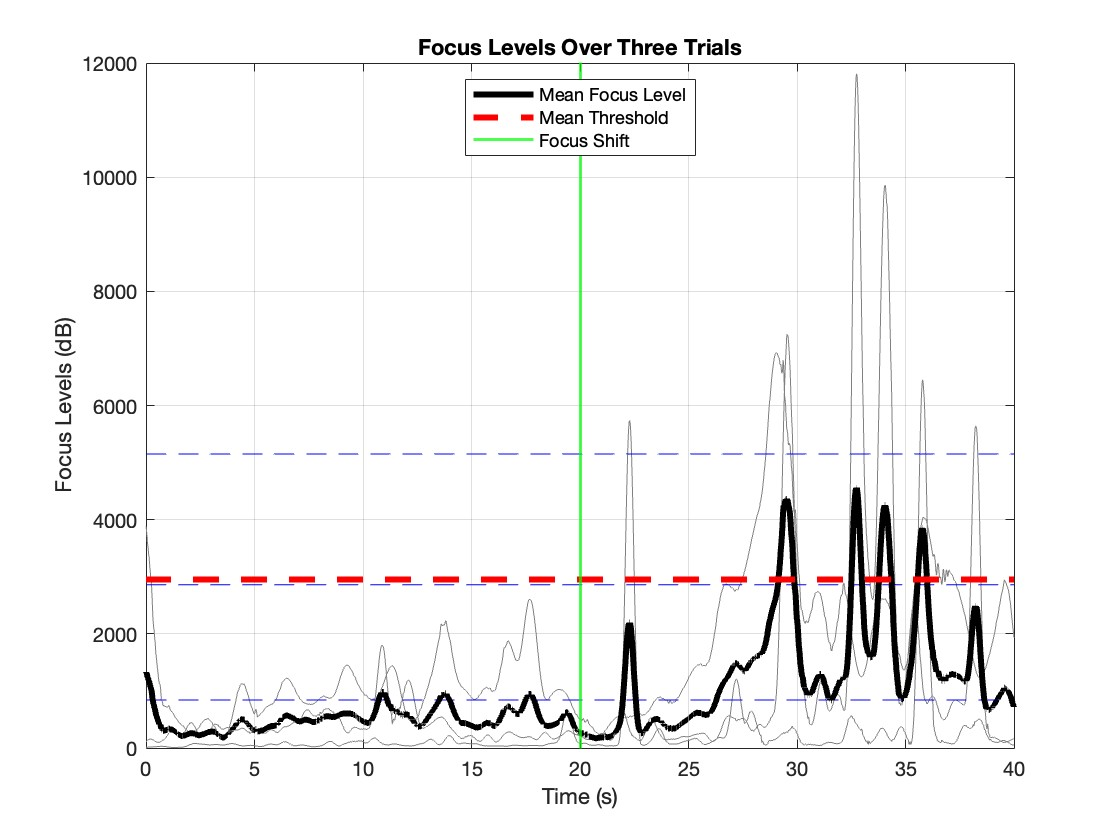 Focus Levels Over Three Trials
12000
10000
8000
6000
4000
2000
0
Focus Levels (dB)
Mean Focus Level
Mean Threshold
Focus Shift
0 5 10 15 20 25 30 35 40
Time (s)